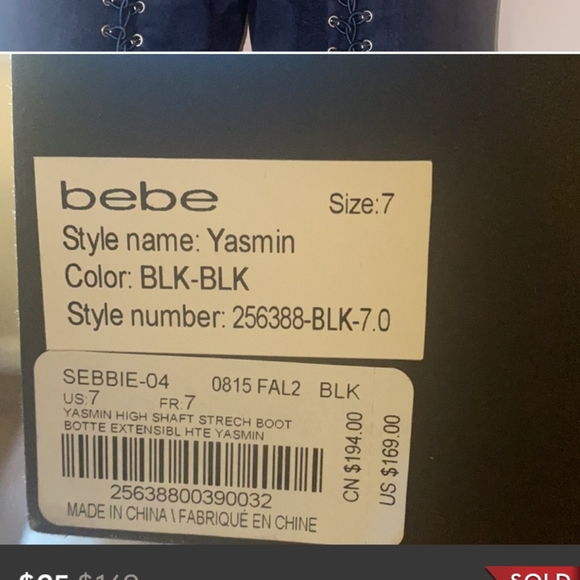 bebe
Size:7
Style name: Yasmin
Color: BLK-BLK
Style number: 256388-BLK-7.0
SEBBIE-04 0815 FAL2 BLK
US:7 FR:7
YASMIN HIGH SHAFT STRECH BOOT
BOTTE EXTENSIBL HTE YASMIN
25638800390032
MADE IN CHINA \ FABRIQUÉ EN CHINE
CN $194.00
US $169.00
SOLD